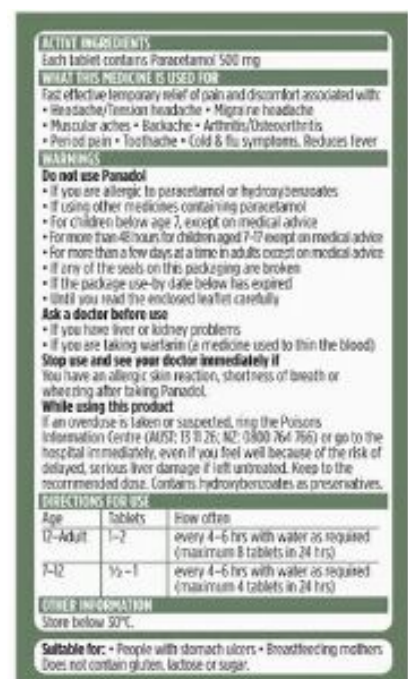 ACTIVE INGREDIENTS
Each tablet contains Paracetamol 500 mg
WHAT THIS MEDICINE IS USED FOR
Fast effective temporary relief of pain and discomfort associated with:
• Headache/Tension headache • Migraine headache
• Muscular aches • Backache • Arthritis/Osteoarthritis
• Period pain • Toothache • Cold & flu symptoms. Reduces fever
WARNINGS
Do not use Panadol
• If you are allergic to paracetamol or hydroxybenzoates
• If using other medicines containing paracetamol
• For children below age 7, except on medical advice
• For more than 48 hours for children aged 7-17 except on medical advice
• For more than a few days at a time in adults except on medical advice
• If any of the seals on this packaging are broken
• If the package use-by date below has expired
• Until you read the enclosed leaflet carefully
Ask a doctor before use
• If you have liver or kidney problems
• If you are taking warfarin (a medicine used to thin the blood)
Stop use and see your doctor immediately if
You have an allergic skin reaction, shortness of breath or
wheezing after taking Panadol.
While using this product
If an overdose is taken or suspected, ring the Poisons
Information Centre (AUST: 13 11 26; NZ: 0800 764 766) or go to the
hospital immediately, even if you feel well because of the risk of
delayed, serious liver damage if left untreated. Keep to the
recommended dose. Contains hydroxybenzoates as preservatives.
DIRECTIONS FOR USE
Age Tablets How often
12-Adult 1-2 every 4-6 hrs with water as required
(maximum 8 tablets in 24 hrs)
7-12 ½-1 every 4-6 hrs with water as required
(maximum 4 tablets in 24 hrs)
OTHER INFORMATION
Store below 30°C.
Suitable for: • People with stomach ulcers • Breastfeeding mothers
Does not contain gluten, lactose or sugar.